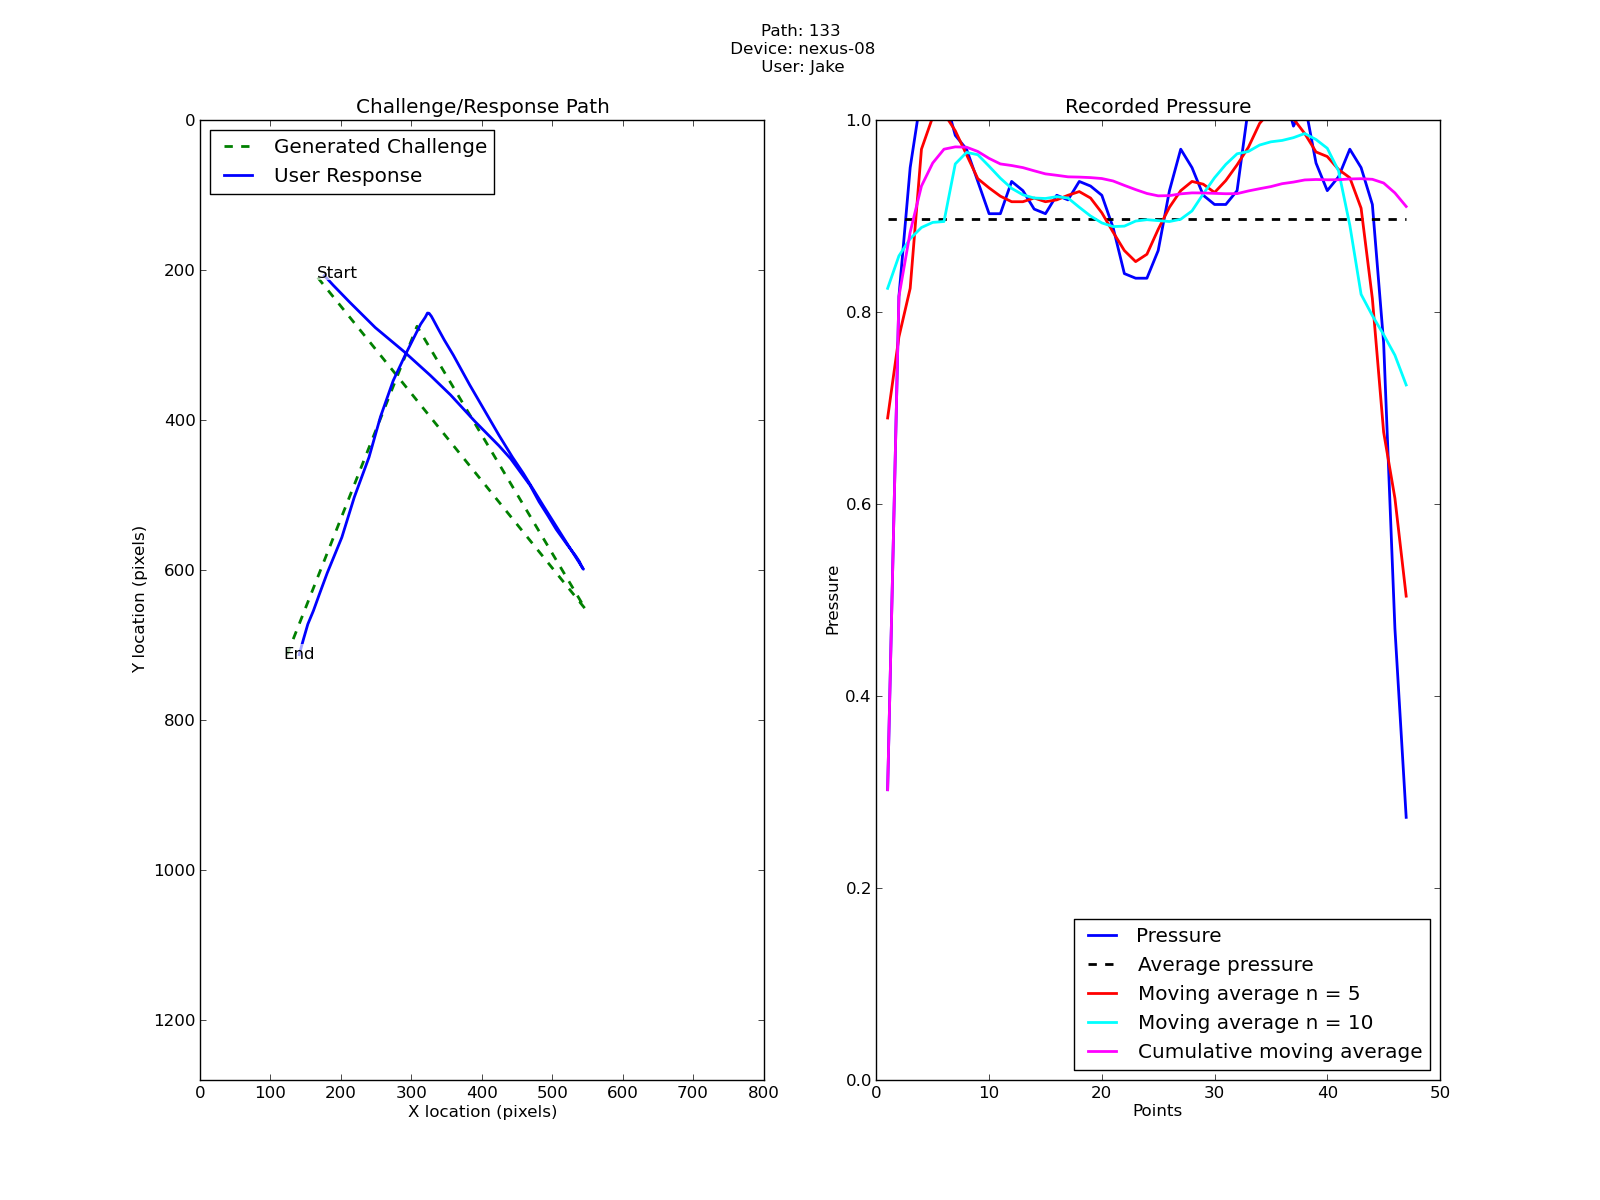 Path: 133
Device: nexus-08
User: Jake
Challenge/Response Path
Generated Challenge
User Response
Start
End
0
200
400
600
800
1000
1200
Y location (pixels)
0 100 200 300 400 500 600 700 800
X location (pixels)
Recorded Pressure
1.0
0.8
0.6
0.4
0.2
0.0
Pressure
Pressure
Average pressure
Moving average n = 5
Moving average n = 10
Cumulative moving average
0 10 20 30 40 50
Points